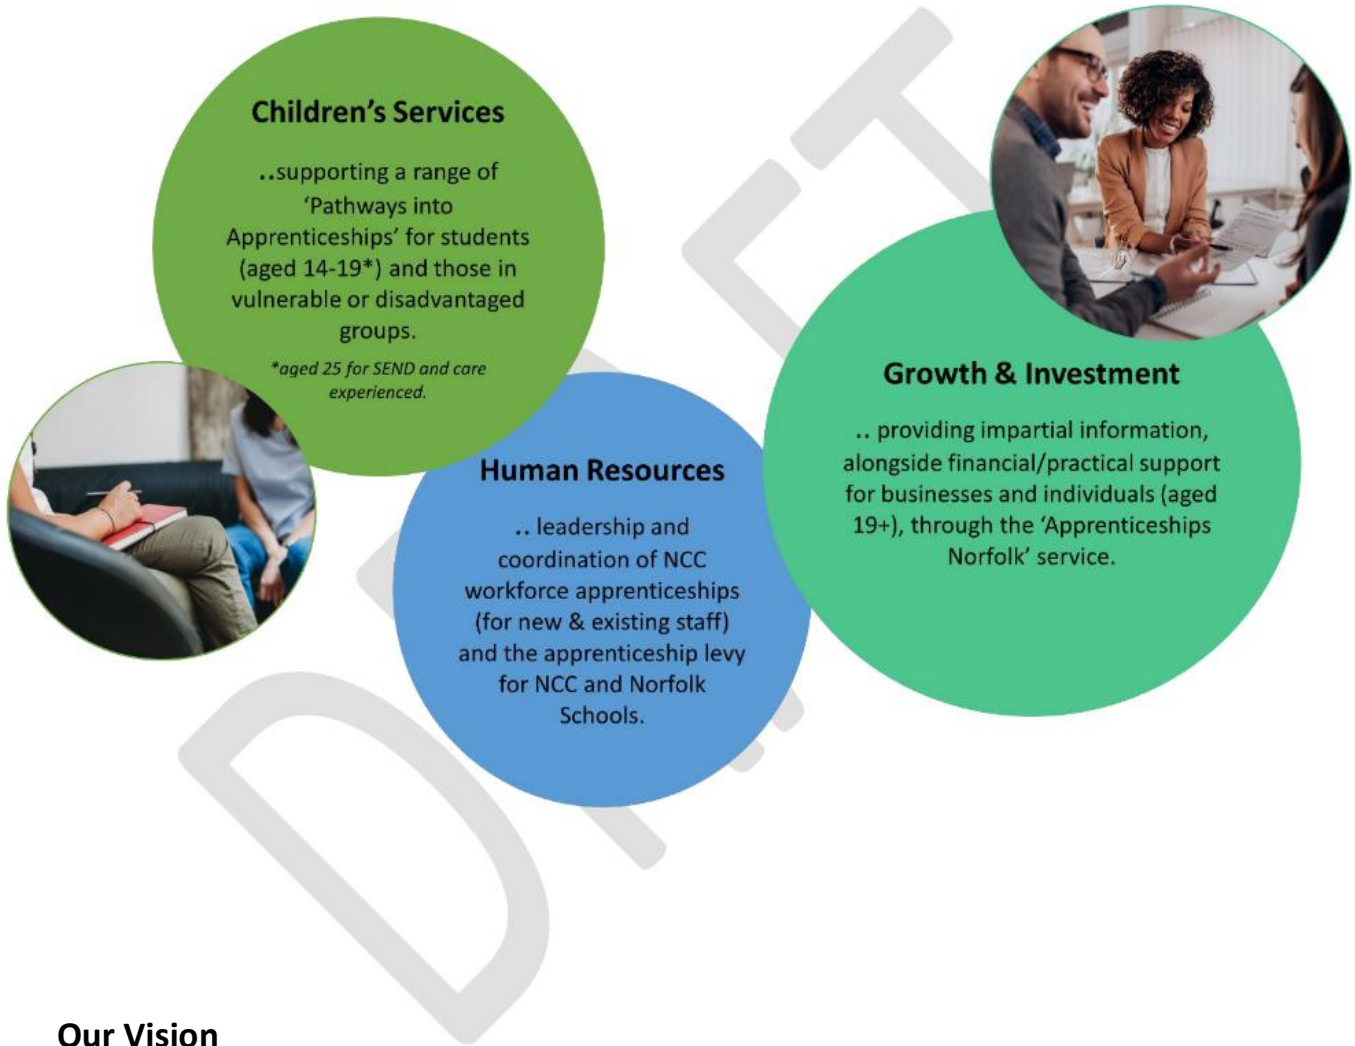 Children's Services
..supporting a range of
'Pathways into
Apprenticeships' for students
(aged 14-19*) and those in
vulnerable or disadvantaged
groups.
*aged 25 for SEND and care
experienced.
Human Resources
.. leadership and
coordination of NCC
workforce apprenticeships
(for new & existing staff)
and the apprenticeship levy
for NCC and Norfolk
Schools.
Growth & Investment
.. providing impartial information,
alongside financial/practical support
for businesses and individuals (aged
19+), through the 'Apprenticeships
Norfolk' service.
DRAFT
Our Vision